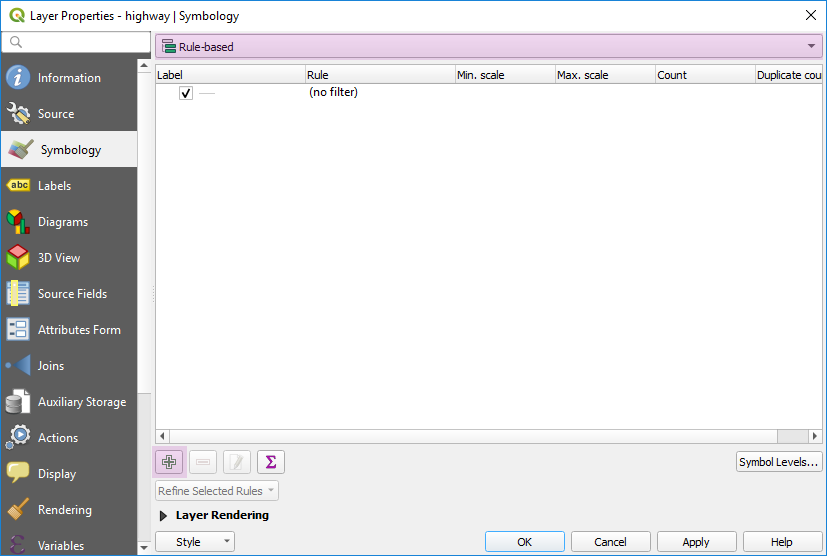 Layer Properties - highway | Symbology
Rule-based
Label Rule Min. scale Max. scale Count Duplicate cou
(no filter)
Information
Source
Symbology
abc Labels
Diagrams
3D View
Source Fields
Attributes Form
Joins
Auxiliary Storage
Actions
Display
Rendering
Variables
Σ
Symbol Levels...
Refine Selected Rules
Layer Rendering
Style OK Cancel Apply Help